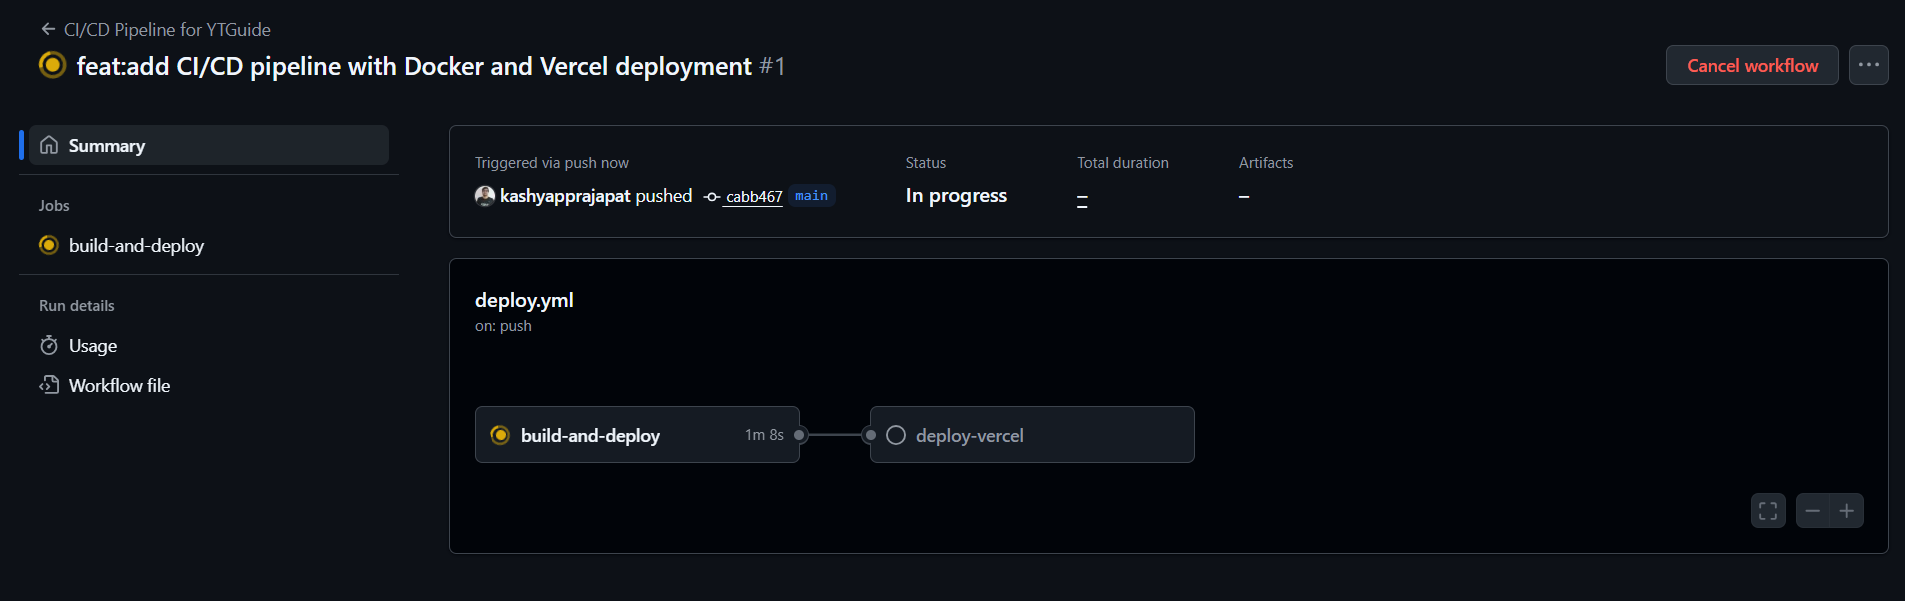 CI/CD Pipeline for YTGuide
feat:add CI/CD pipeline with Docker and Vercel deployment #1
Cancel workflow
Summary
Jobs
build-and-deploy
Run details
Usage
Workflow file
Triggered via push now
kashyapprajapat pushed cabb467 main
Status
In progress
Total duration
–
Artifacts
–
deploy.yml
on: push
build-and-deploy 1m 8s
deploy-vercel